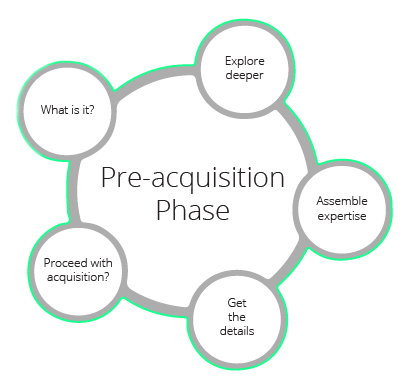 Explore
deeper
What is it?
Pre-acquisition
Phase
Assemble
expertise
Proceed with
acquisition?
Get
the
details